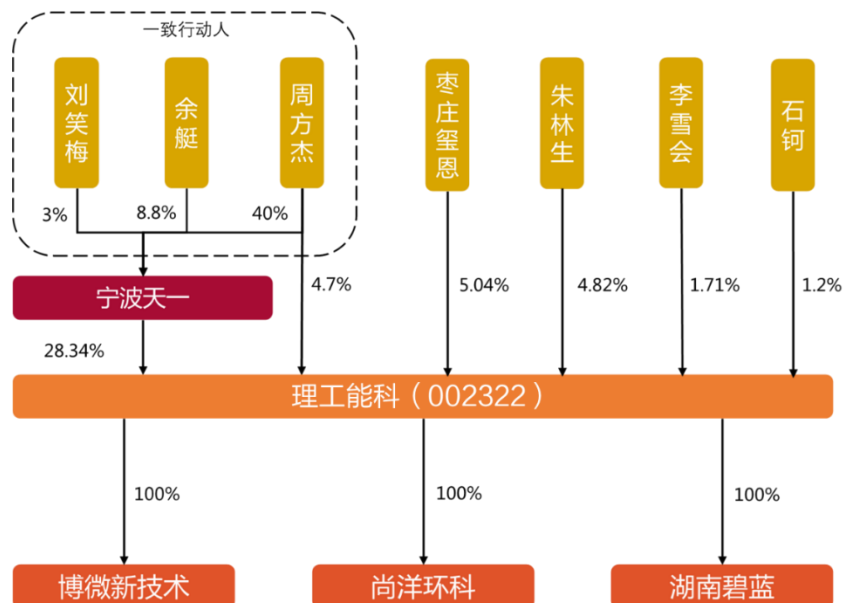 一致行动人
刘笑梅
余艇
周方杰
枣庄玺恩
朱林生
李雪会
石钶
3%
8.8%
40%
4.7%
5.04%
4.82%
1.71%
1.2%
宁波天一
28.34%
理工能科（002322）
100%
100%
100%
博微新技术
尚洋环科
湖南碧蓝